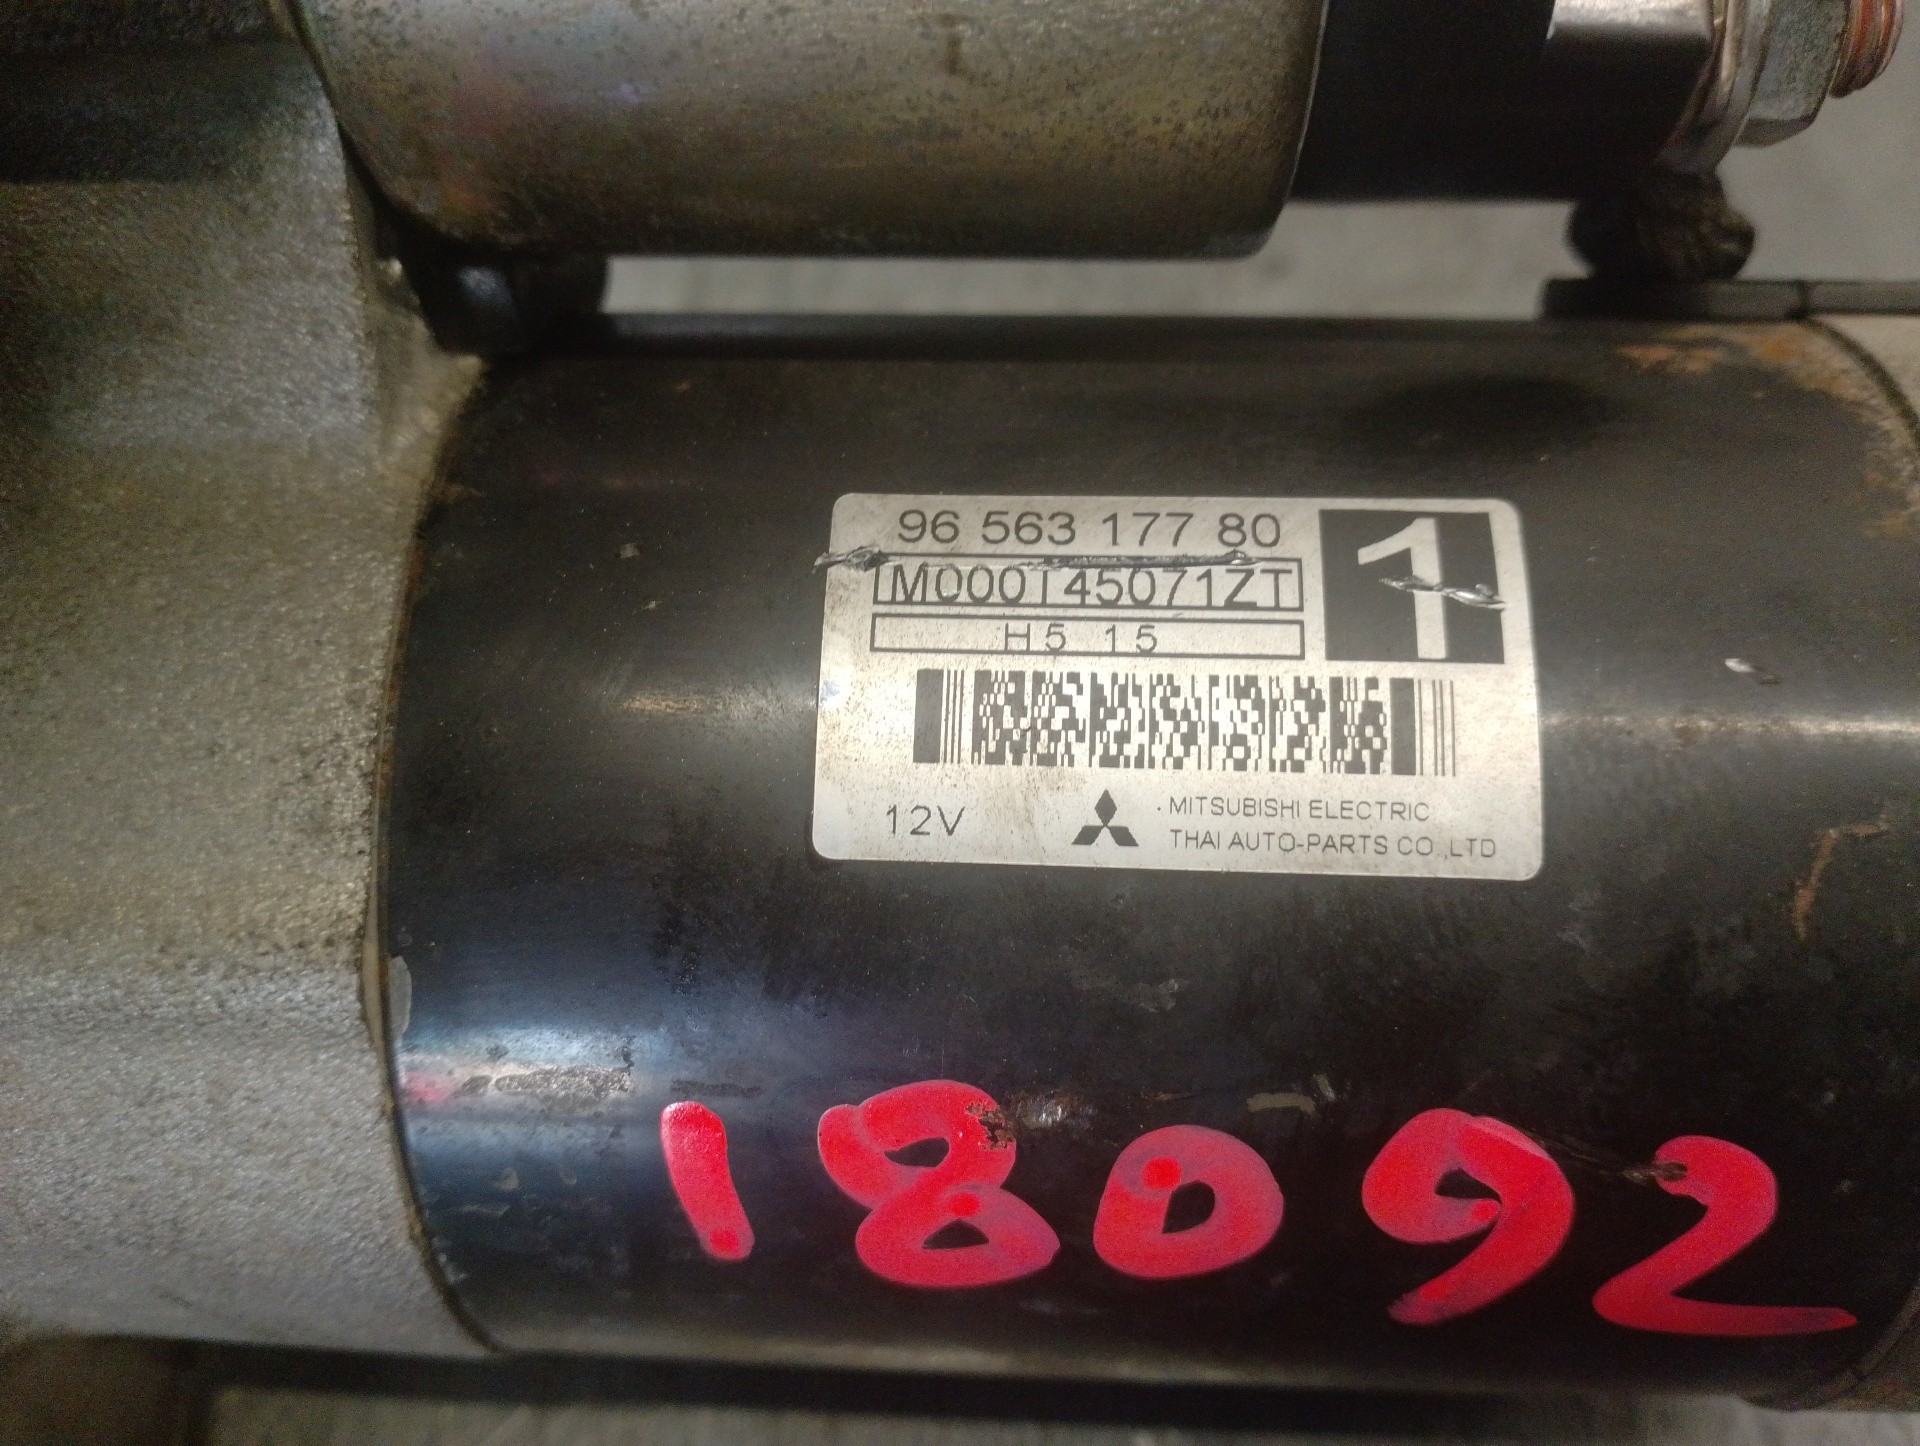 96 563 177 80
M000T45071ZT
1
H5 15
12V
MITSUBISHI ELECTRIC
THAI AUTO-PARTS CO.,LTD
18092